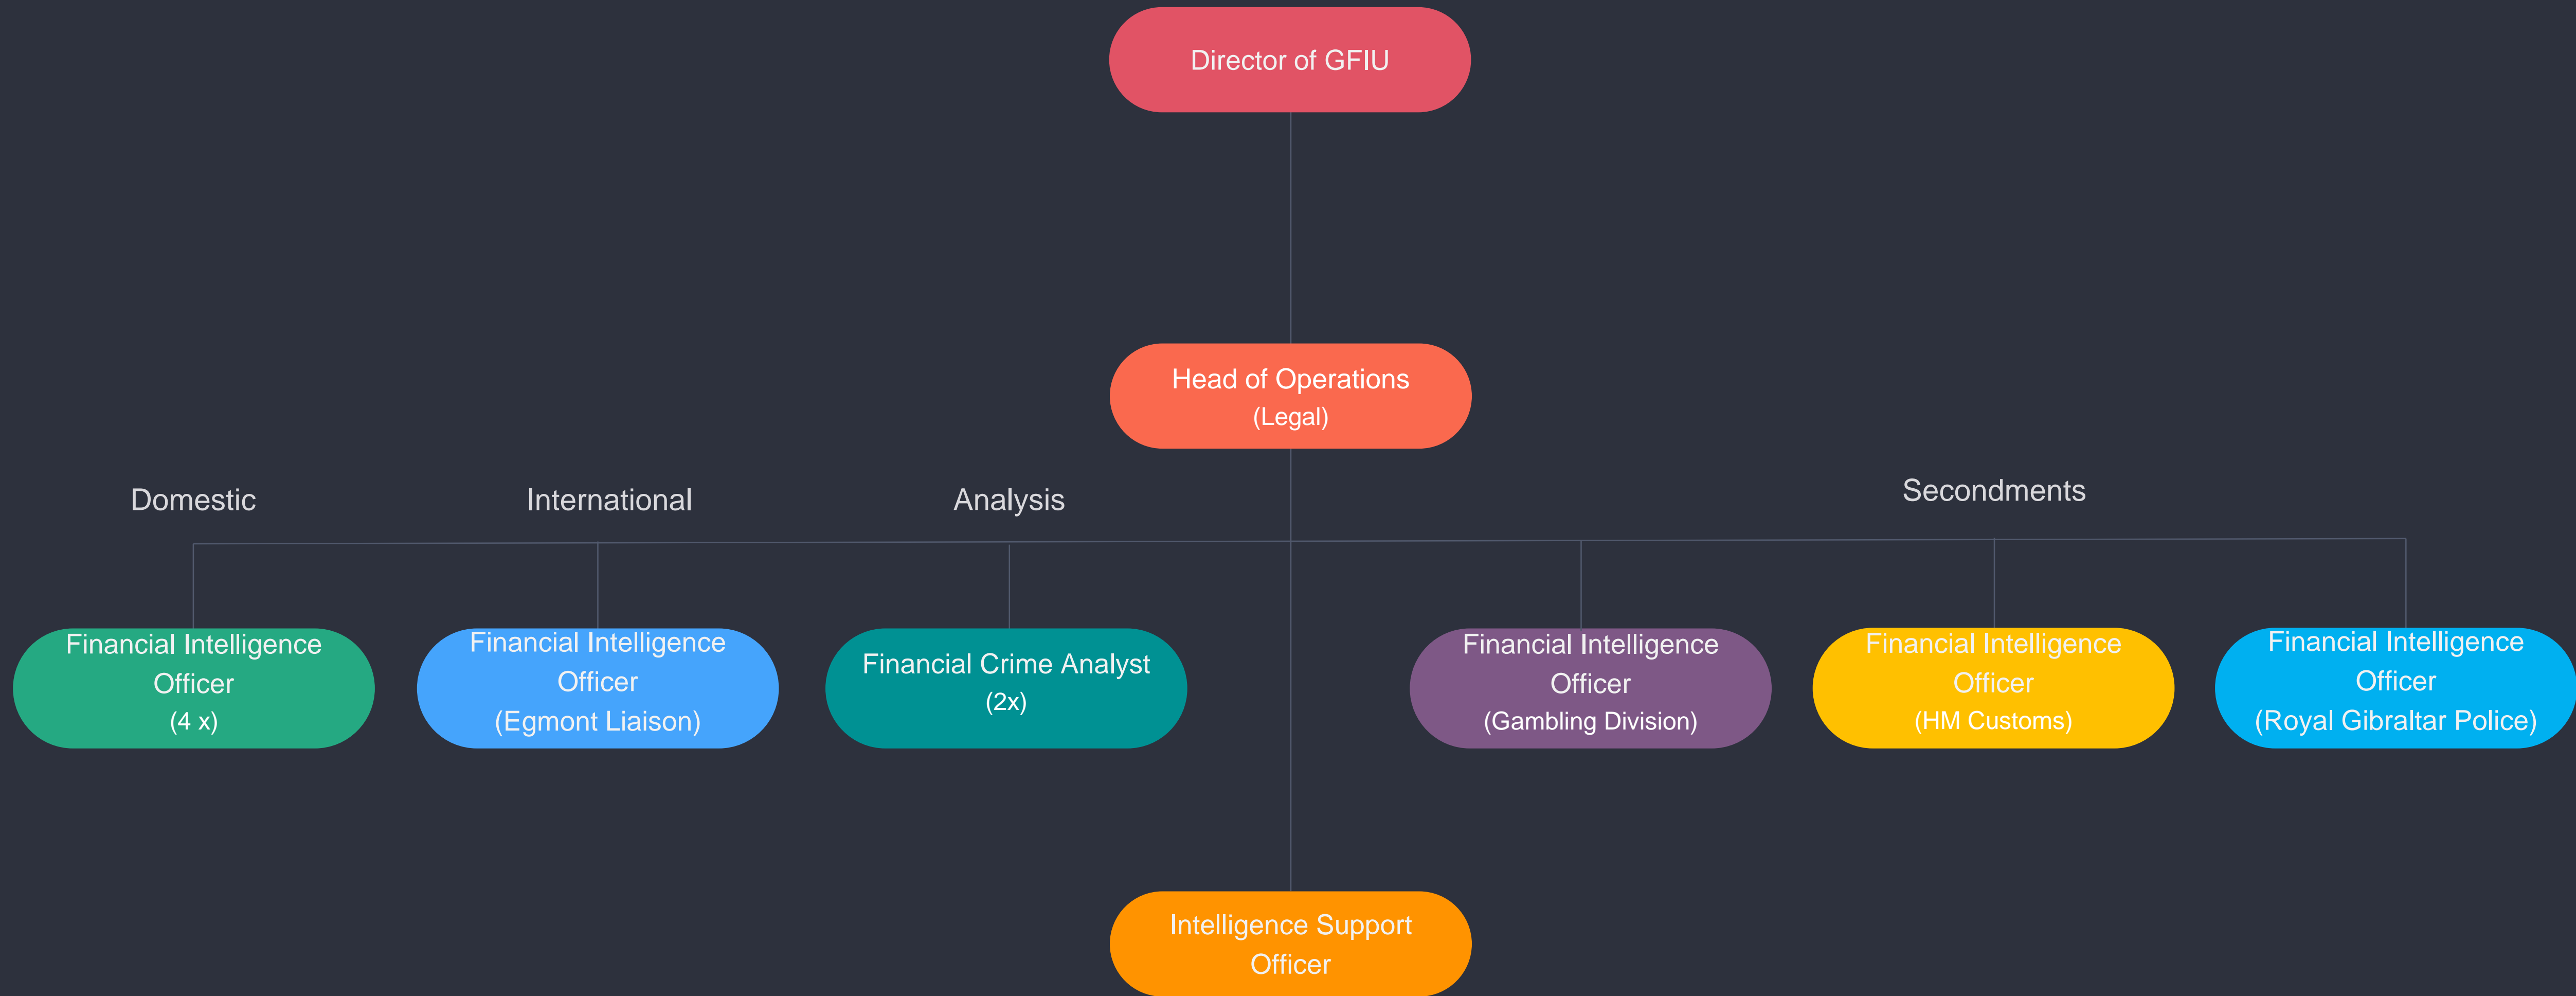 Director of GFIU
Head of Operations
(Legal)
Domestic
International
Analysis
Secondments
Financial Intelligence
Officer
(4 x)
Financial Intelligence
Officer
(Egmont Liaison)
Financial Crime Analyst
(2x)
Financial Intelligence
Officer
(Gambling Division)
Financial Intelligence
Officer
(HM Customs)
Financial Intelligence
Officer
(Royal Gibraltar Police)
Intelligence Support
Officer